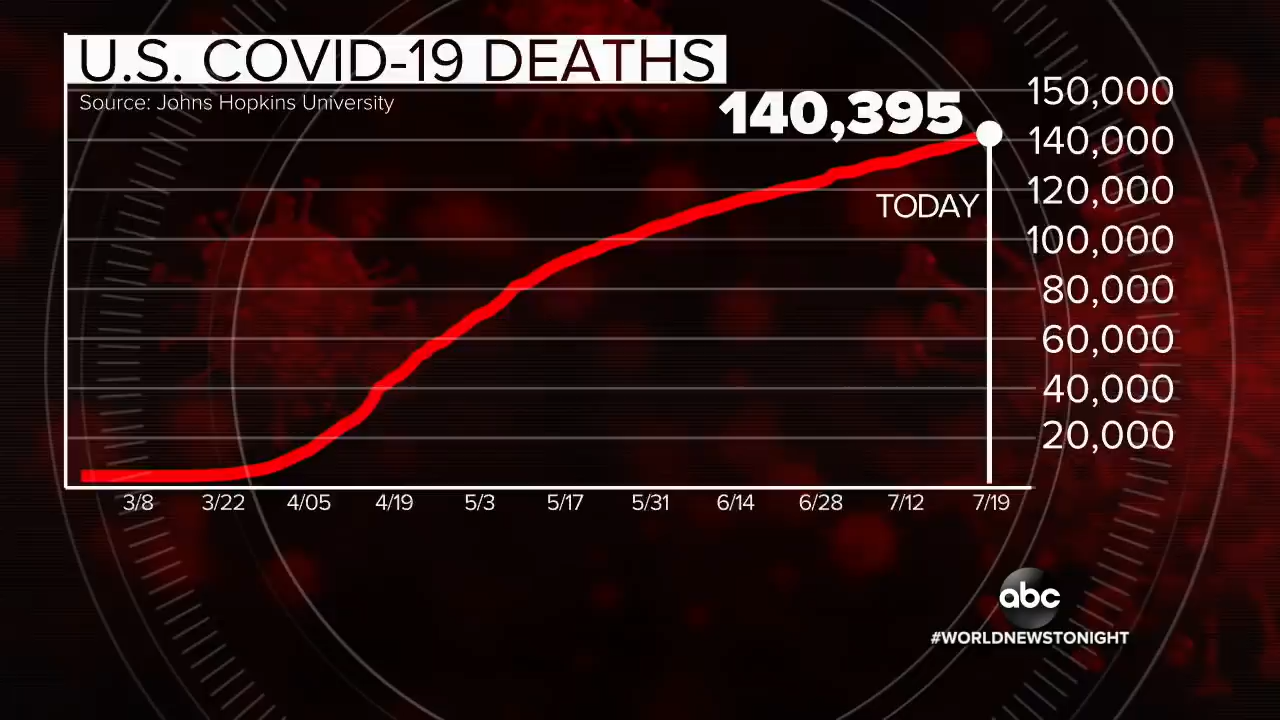 U.S. COVID-19 DEATHS
Source: Johns Hopkins University
140,395
TODAY
150,000
140,000
120,000
100,000
80,000
60,000
40,000
20,000
3/8 3/22 4/05 4/19 5/3 5/17 5/31 6/14 6/28 7/12 7/19
abc
#WORLDNEWSTONIGHT